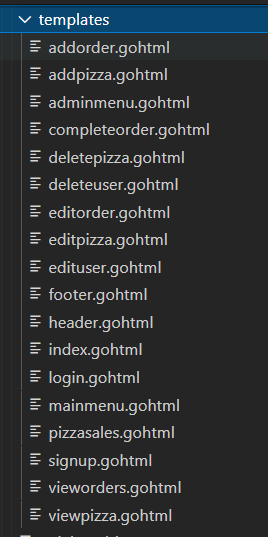 templates
addorder.gohtml
addpizza.gohtml
adminmenu.gohtml
completeorder.gohtml
deletepizza.gohtml
deleteuser.gohtml
editorder.gohtml
editpizza.gohtml
edituser.gohtml
footer.gohtml
header.gohtml
index.gohtml
login.gohtml
mainmenu.gohtml
pizzasales.gohtml
signup.gohtml
vieworders.gohtml
viewpizza.gohtml